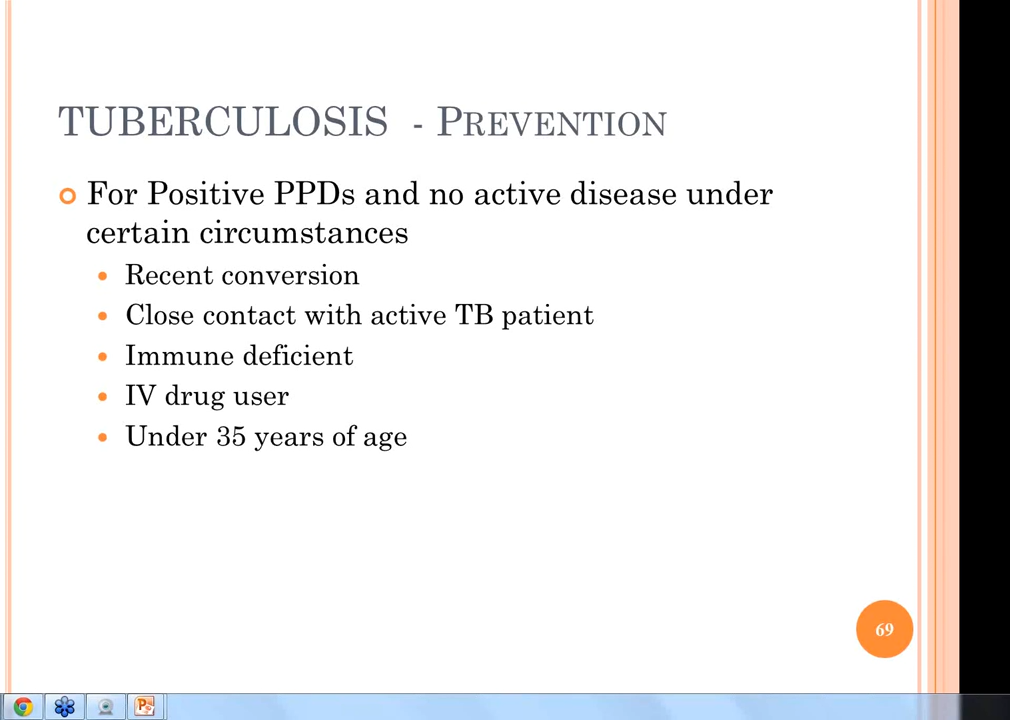 TUBERCULOSIS - PREVENTION
For Positive PPDs and no active disease under
certain circumstances
Recent conversion
Close contact with active TB patient
Immune deficient
IV drug user
Under 35 years of age
69